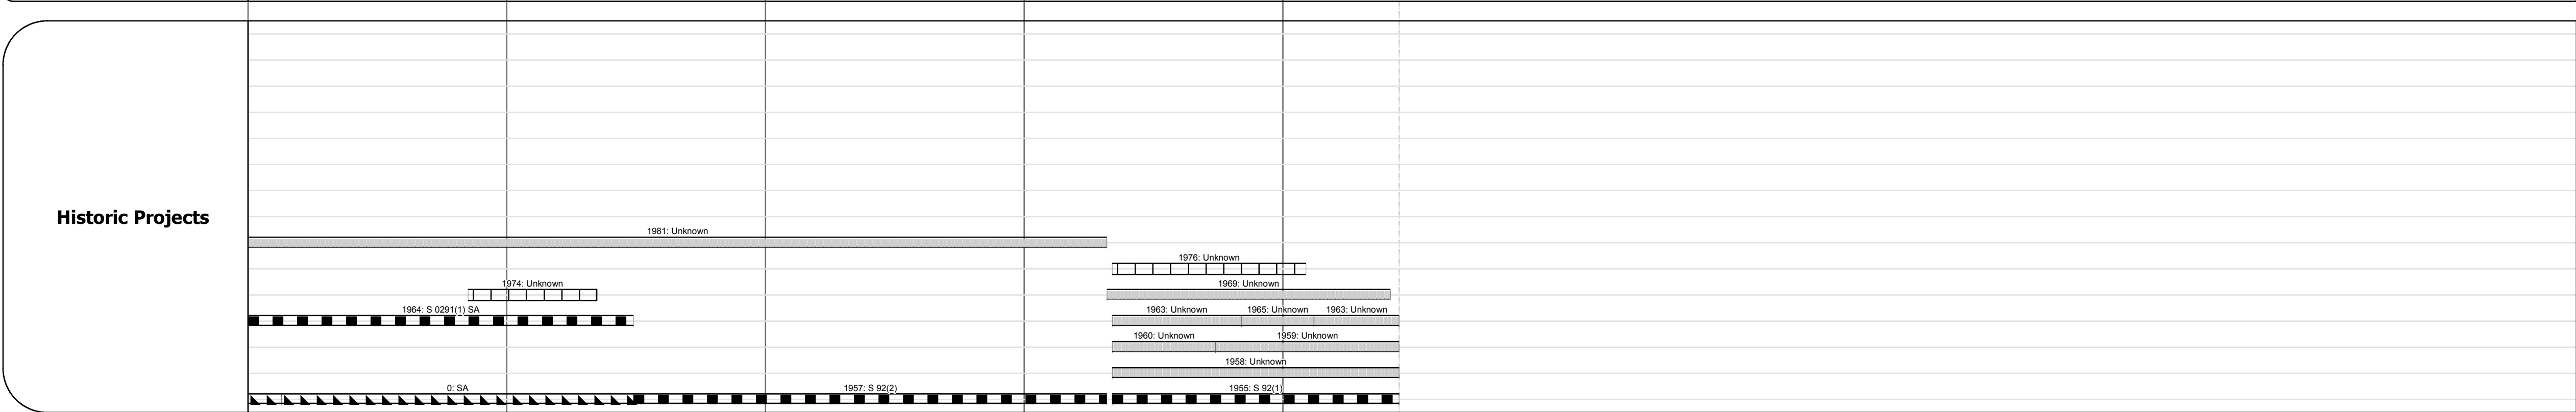 Historic Projects
1981: Unknown
1976: Unknown
1974: Unknown
1969: Unknown
1964: S 0291(1) SA
1963: Unknown
1965: Unknown
1963: Unknown
1960: Unknown
1959: Unknown
1958: Unknown
0: SA
1957: S 92(2)
1955: S 92(1)